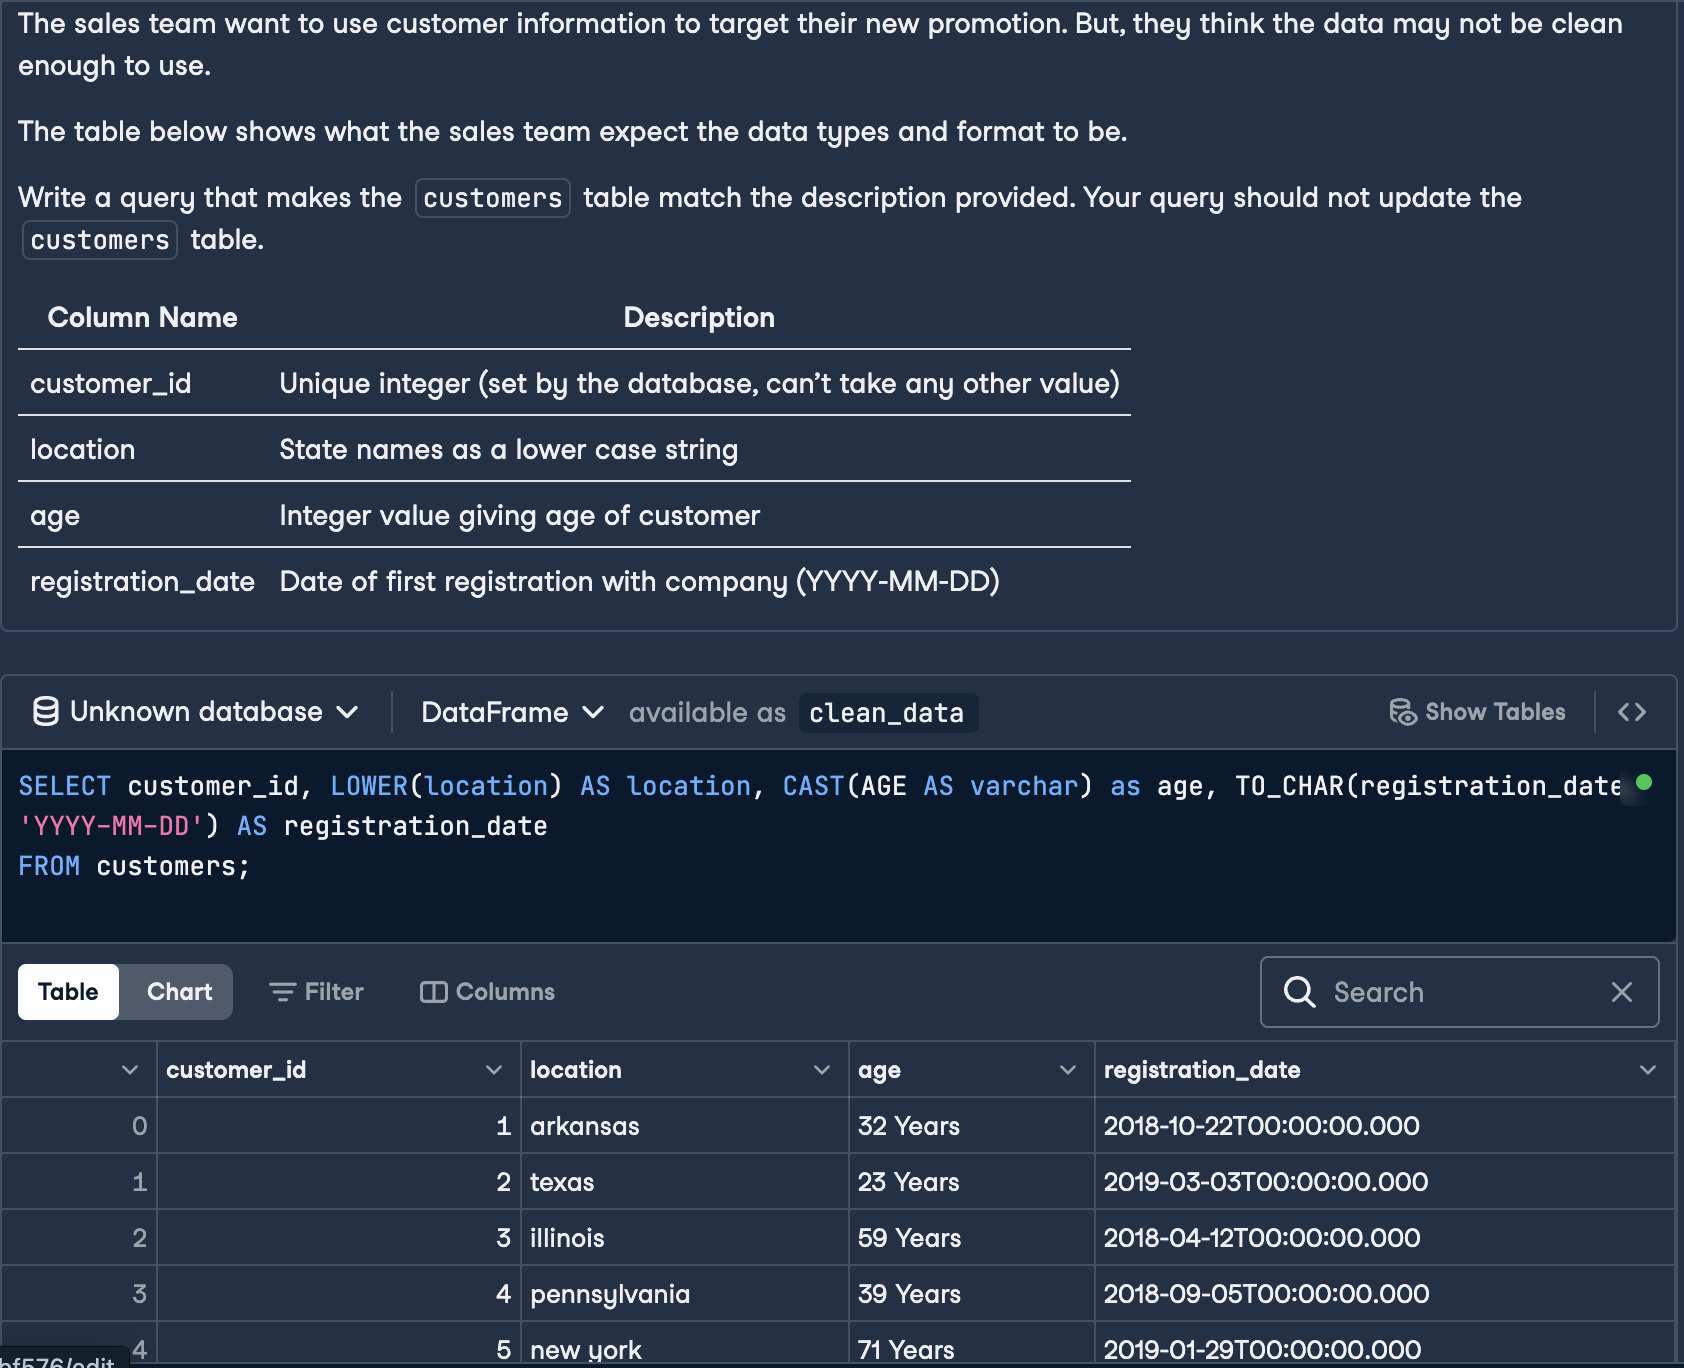 The sales team want to use customer information to target their new promotion. But, they think the data may not be clean
enough to use.
The table below shows what the sales team expect the data types and format to be.
Write a query that makes the customers table match the description provided. Your query should not update the
customers table.
Column Name Description
customer_id Unique integer (set by the database, can't take any other value)
location State names as a lower case string
age Integer value giving age of customer
registration_date Date of first registration with company (YYYY-MM-DD)
Unknown database DataFrame available as clean_data Show Tables <>
SELECT customer_id, LOWER(location) AS location, CAST(AGE AS varchar) as age, TO_CHAR(registration_date
'YYYY-MM-DD') AS registration_date
FROM customers;
Table Chart Filter Columns Search
customer_id location age registration_date
0 1 arkansas 32 Years 2018-10-22T00:00:00.000
1 2 texas 23 Years 2019-03-03T00:00:00.000
2 3 illinois 59 Years 2018-04-12T00:00:00.000
3 4 pennsylvania 39 Years 2018-09-05T00:00:00.000
4 5 new york 71 Years 2019-01-29T00:00:00.000